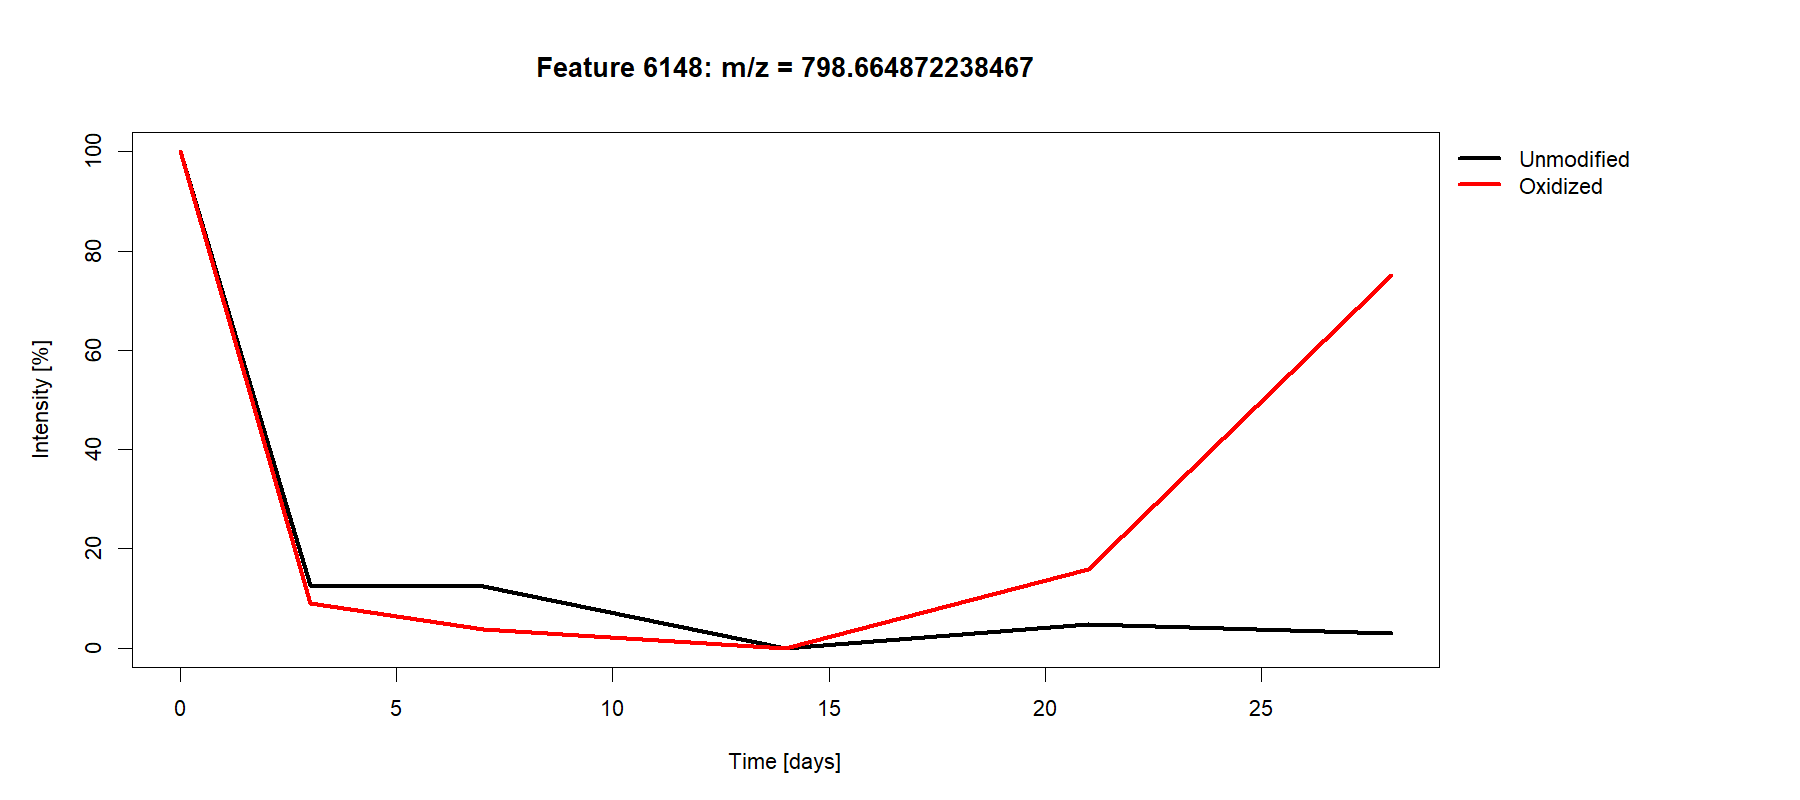 Feature 6148: m/z = 798.664872238467
Unmodified
Oxidized
Intensity [%]
100
80
60
40
20
0
0 5 10 15 20 25
Time [days]